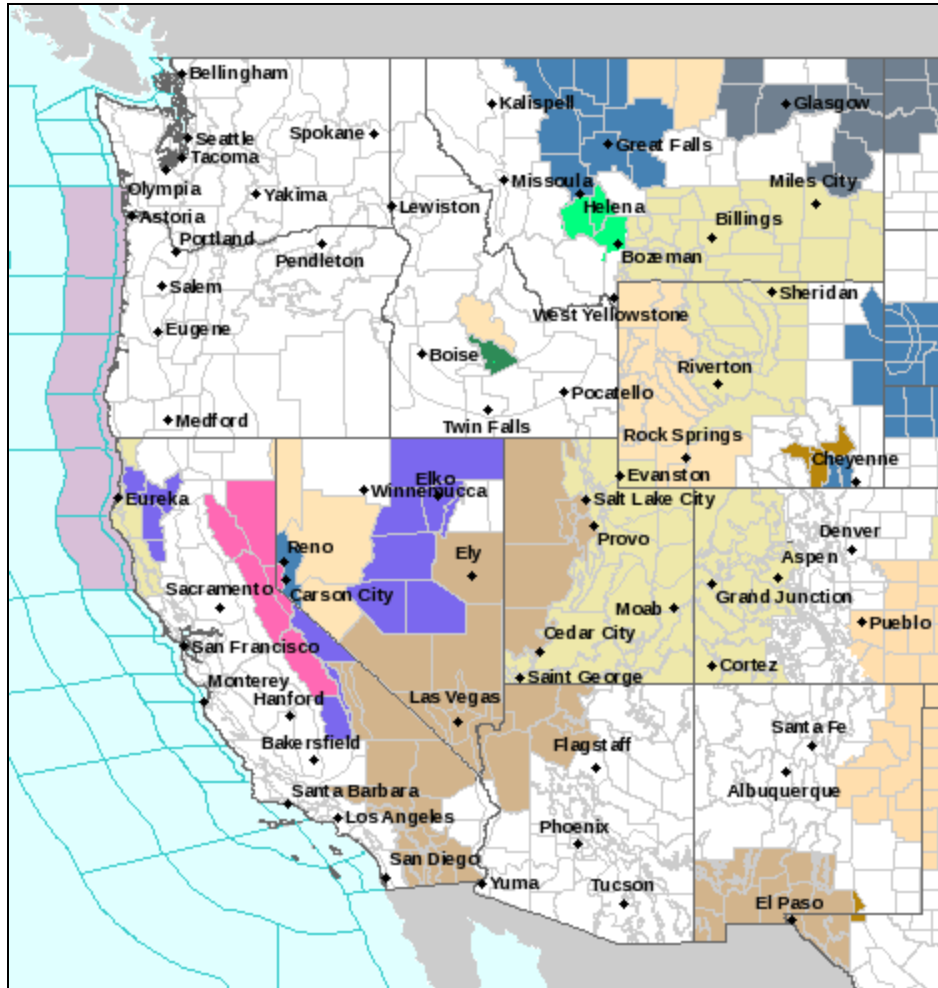 Bellingham
Kalispell
Glasgow
Seattle
Spokane
Great Falls
Tacoma
Missoula
Miles City
Olympia
Yakima
Lewiston
Helena
Astoria
Billings
Portland
Pendleton
Bozeman
Salem
Sheridan
West Yellowstone
Eugene
Boise
Riverton
Pocatello
Medford
Twin Falls
Rock Springs
Cheyenne
Elko
Evanston
Eureka
Winnemucca
Salt Lake City
Denver
Provo
Reno
Ely
Aspen
Sacramento
Carson City
Grand Junction
Moab
Pueblo
Cedar City
San Francisco
Cortez
Monterey
Saint George
Hanford
Las Vegas
Santa Fe
Bakersfield
Flagstaff
Albuquerque
Santa Barbara
Los Angeles
Phoenix
San Diego
Yuma
Tucson
El Paso